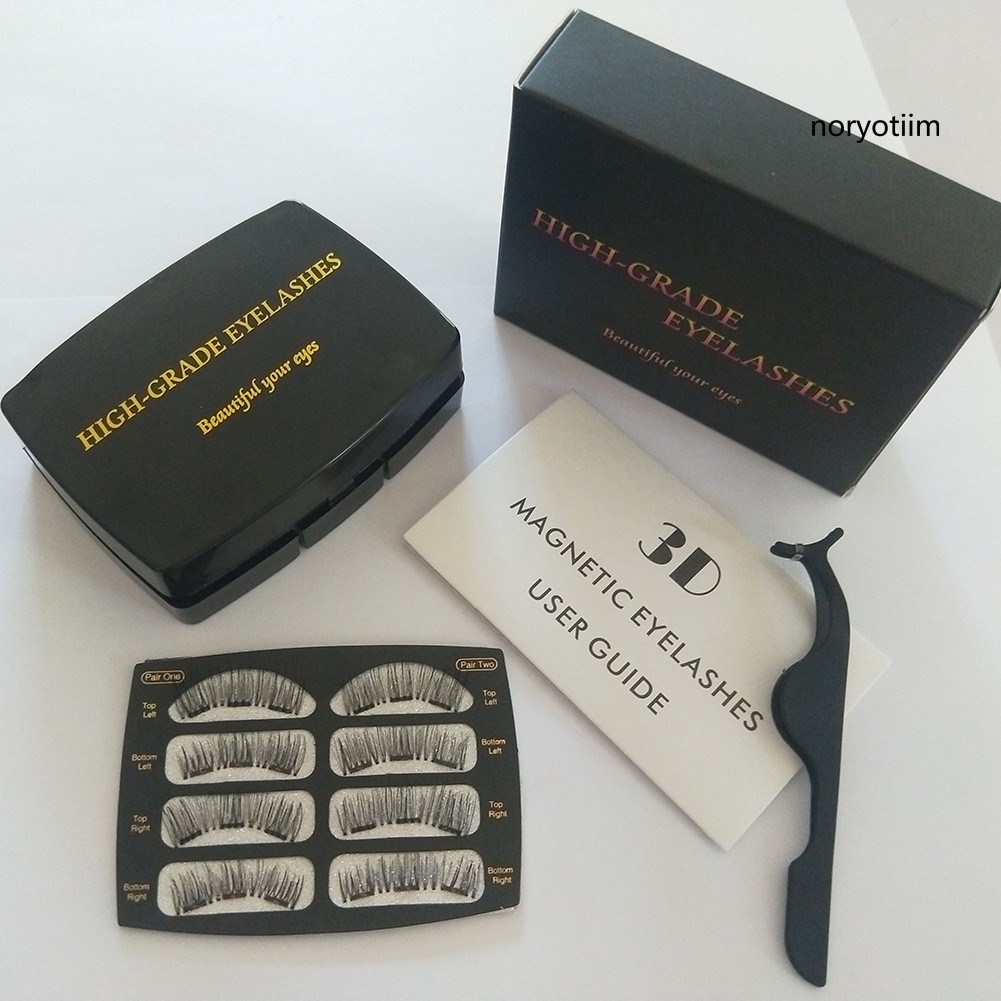 noryotiim
HIGH-GRADE
EYELASHES
Beautiful your eyes
HIGH-GRADE EYELASHES
Beautiful your eyes
3D
MAGNETIC EYELASHES
USER GUIDE
Pair One
Pair Two
Top
Left
Top
Left
Bottom
Left
Bottom
Left
Top
Right
Top
Right
Bottom
Right
Bottom
Right